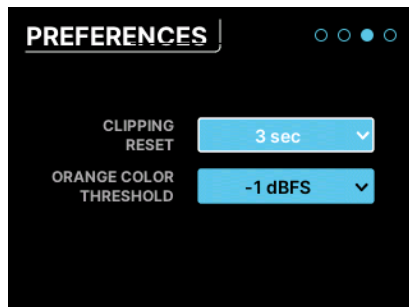 PREFERENCES
CLIPPING
RESET
3 sec
ORANGE COLOR
THRESHOLD
-1 dBFS